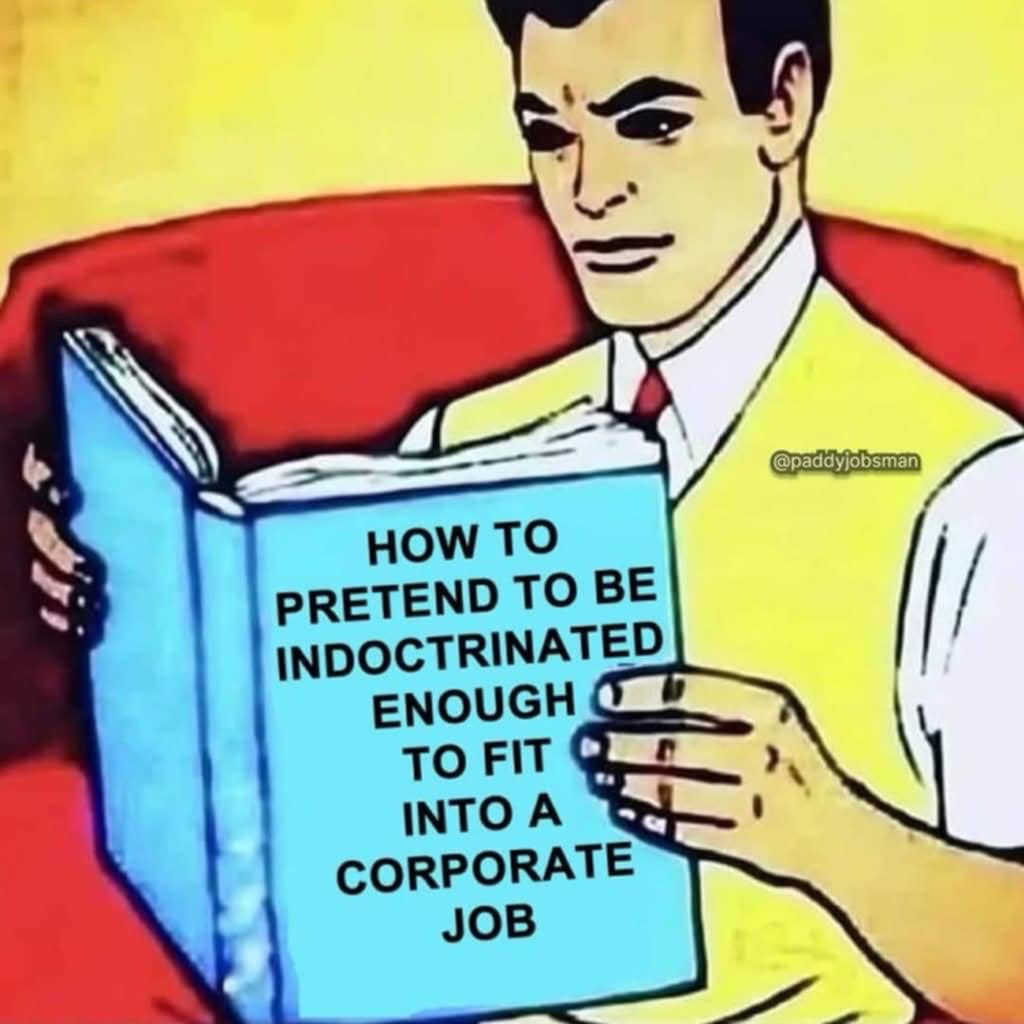 @paddyjobsman
HOW TO
PRETEND TO BE
INDOCTRINATED
ENOUGH
TO FIT
INTO A
CORPORATE
JOB